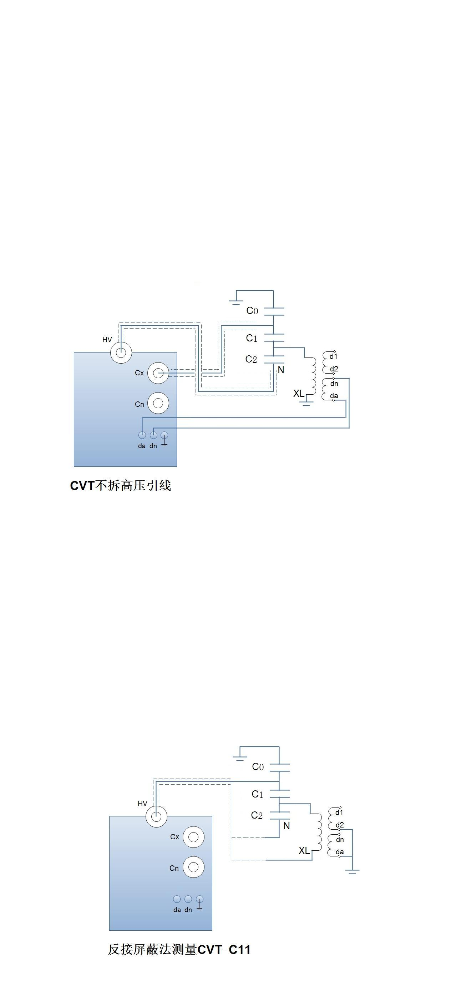 C0
C1
HV
C2
d1
d2
N
Cx
dn
XL
da
Cn
da dn
CVT不拆高压引线
C0
C1
HV
C2
d1
d2
N
Cx
dn
XL
da
Cn
da dn
反接屏蔽法测量CVT-C11